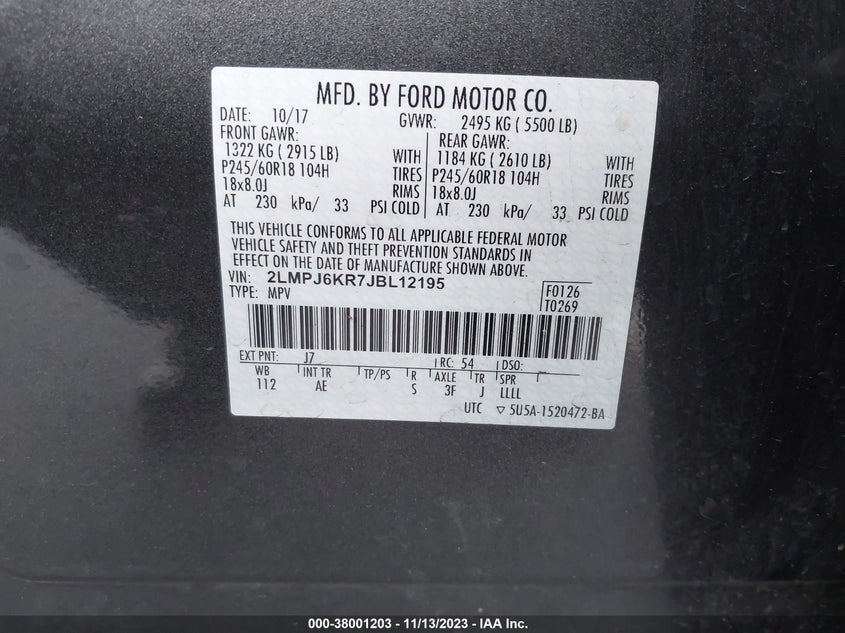 MFD. BY FORD MOTOR CO.
DATE: 10/17 GVWR: 2495 KG ( 5500 LB)
FRONT GAWR: REAR GAWR:
1322 KG ( 2915 LB) WITH 1184 KG ( 2610 LB) WITH
P245/60R18 104H TIRES P245/60R18 104H TIRES
18x8.0J RIMS 18x8.0J RIMS
AT 230 kPa/ 33 PSI COLD AT 230 kPa/ 33 PSI COLD
THIS VEHICLE CONFORMS TO ALL APPLICABLE FEDERAL MOTOR
VEHICLE SAFETY AND THEFT PREVENTION STANDARDS IN
EFFECT ON THE DATE OF MANUFACTURE SHOWN ABOVE.
VIN: 2LMPJ6KR7JBL12195 F0126
TYPE: MPV T0269
EXT PNT: J7 RC: 54 DSO:
WB INT TR TP/PS R AXLE TR SPR
112 AE S 3F J LLLL
UTC ▽ 5U5A-1520472-BA
000-38001203 - 11/13/2023 - IAA Inc.